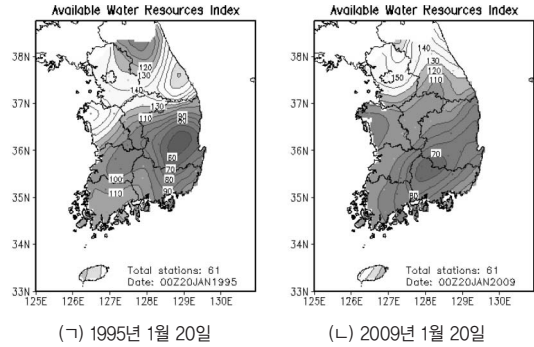 Available Water Resources Index
Available Water Resources Index
38N
37N
36N
35N
34N
33N
125E 126E 127E 128E 129E 130E
120
130
140
130
110
90
60
70
80
90
100
110
Total stations: 61
Date: 00Z20JAN1995
38N
37N
36N
35N
34N
33N
125E 126E 127E 128E 129E 130E
140
150
130
120
110
70
80
Total stations: 61
Date: 00Z20JAN2009
(ㄱ) 1995년 1월 20일
(ㄴ) 2009년 1월 20일